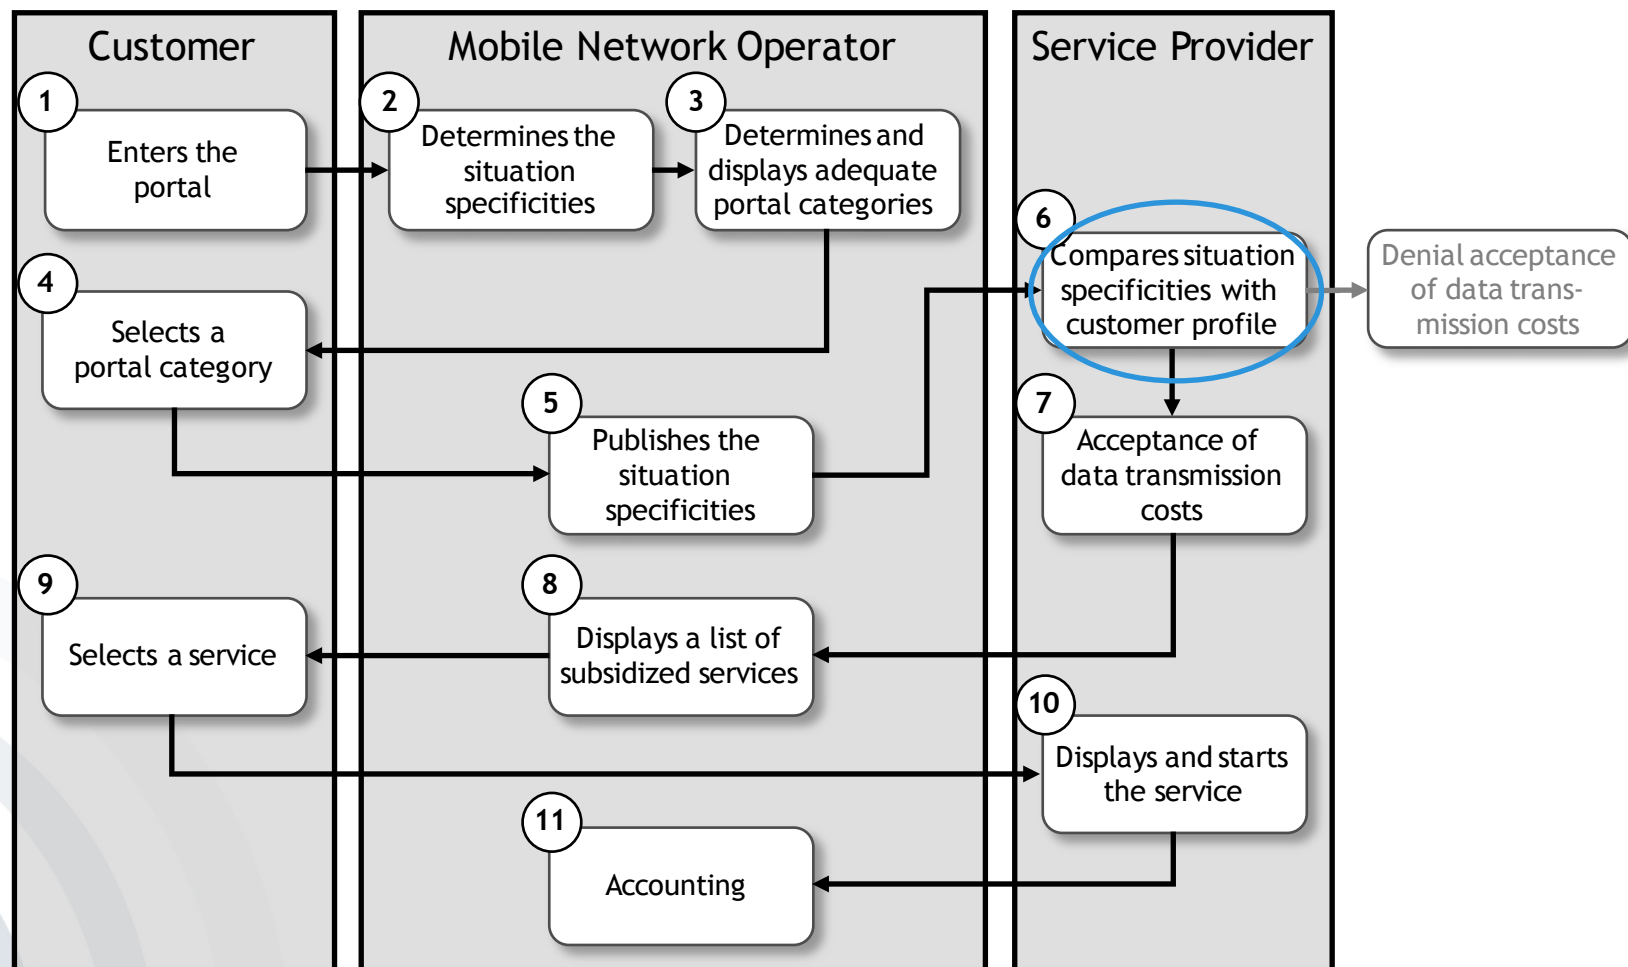 Customer
Mobile Network Operator
Service Provider
1
Enters the
portal
2
Determines the
situation
specificities
3
Determines and
displays adequate
portal categories
4
Selects a
portal category
5
Publishes the
situation
specificities
6
Compares situation
specificities with
customer profile
Denial acceptance
of data trans-
mission costs
7
Acceptance of
data transmission
costs
8
Displays a list of
subsidized services
9
Selects a service
10
Displays and starts
the service
11
Accounting